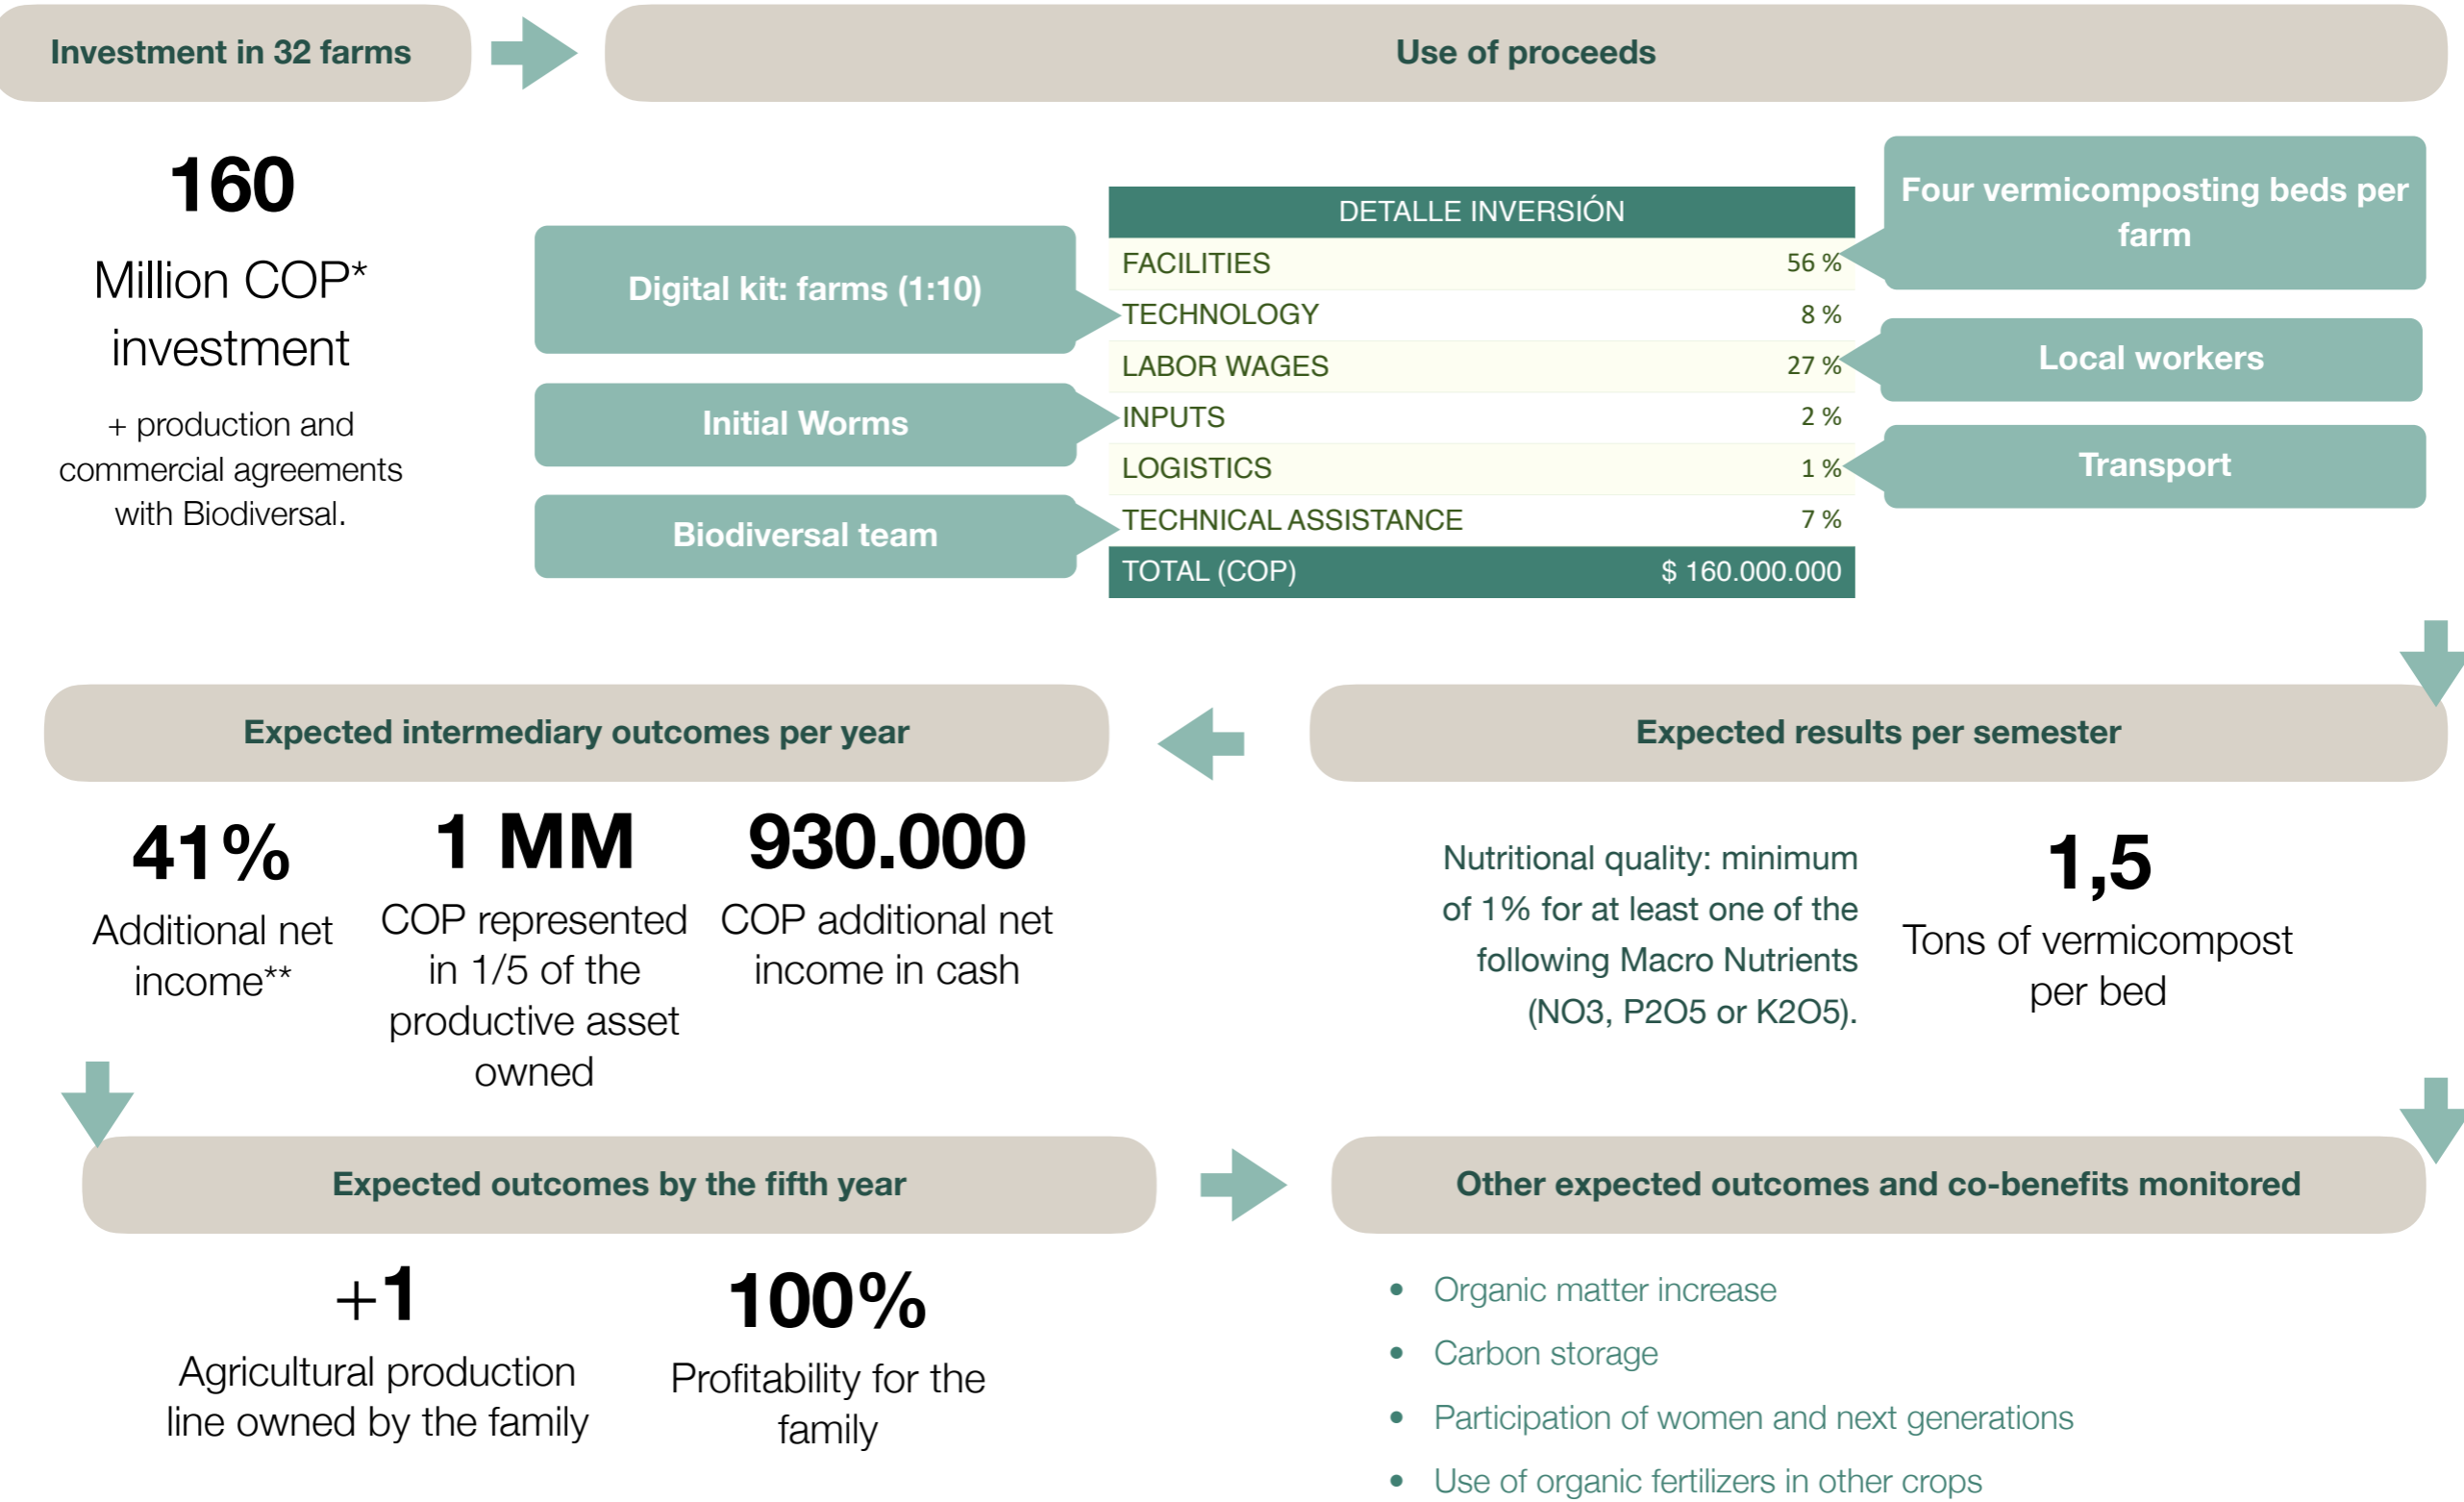 Investment in 32 farms
Use of proceeds
160
Million COP*
investment
+ production and
commercial agreements
with Biodiversal.
Digital kit: farms (1:10)
Initial Worms
Biodiversal team
DETALLE INVERSIÓN
FACILITIES 56 %
TECHNOLOGY 8 %
LABOR WAGES 27 %
INPUTS 2 %
LOGISTICS 1 %
TECHNICAL ASSISTANCE 7 %
TOTAL (COP) $ 160.000.000
Four vermicomposting beds per
farm
Local workers
Transport
Expected intermediary outcomes per year
41%
Additional net
income**
1 MM
COP represented
in 1/5 of the
productive asset
owned
930.000
COP additional net
income in cash
Expected results per semester
Nutritional quality: minimum
of 1% for at least one of the
following Macro Nutrients
(NO3, P2O5 or K2O5).
1,5
Tons of vermicompost
per bed
Expected outcomes by the fifth year
+1
Agricultural production
line owned by the family
100%
Profitability for the
family
Other expected outcomes and co-benefits monitored
• Organic matter increase
• Carbon storage
• Participation of women and next generations
• Use of organic fertilizers in other crops